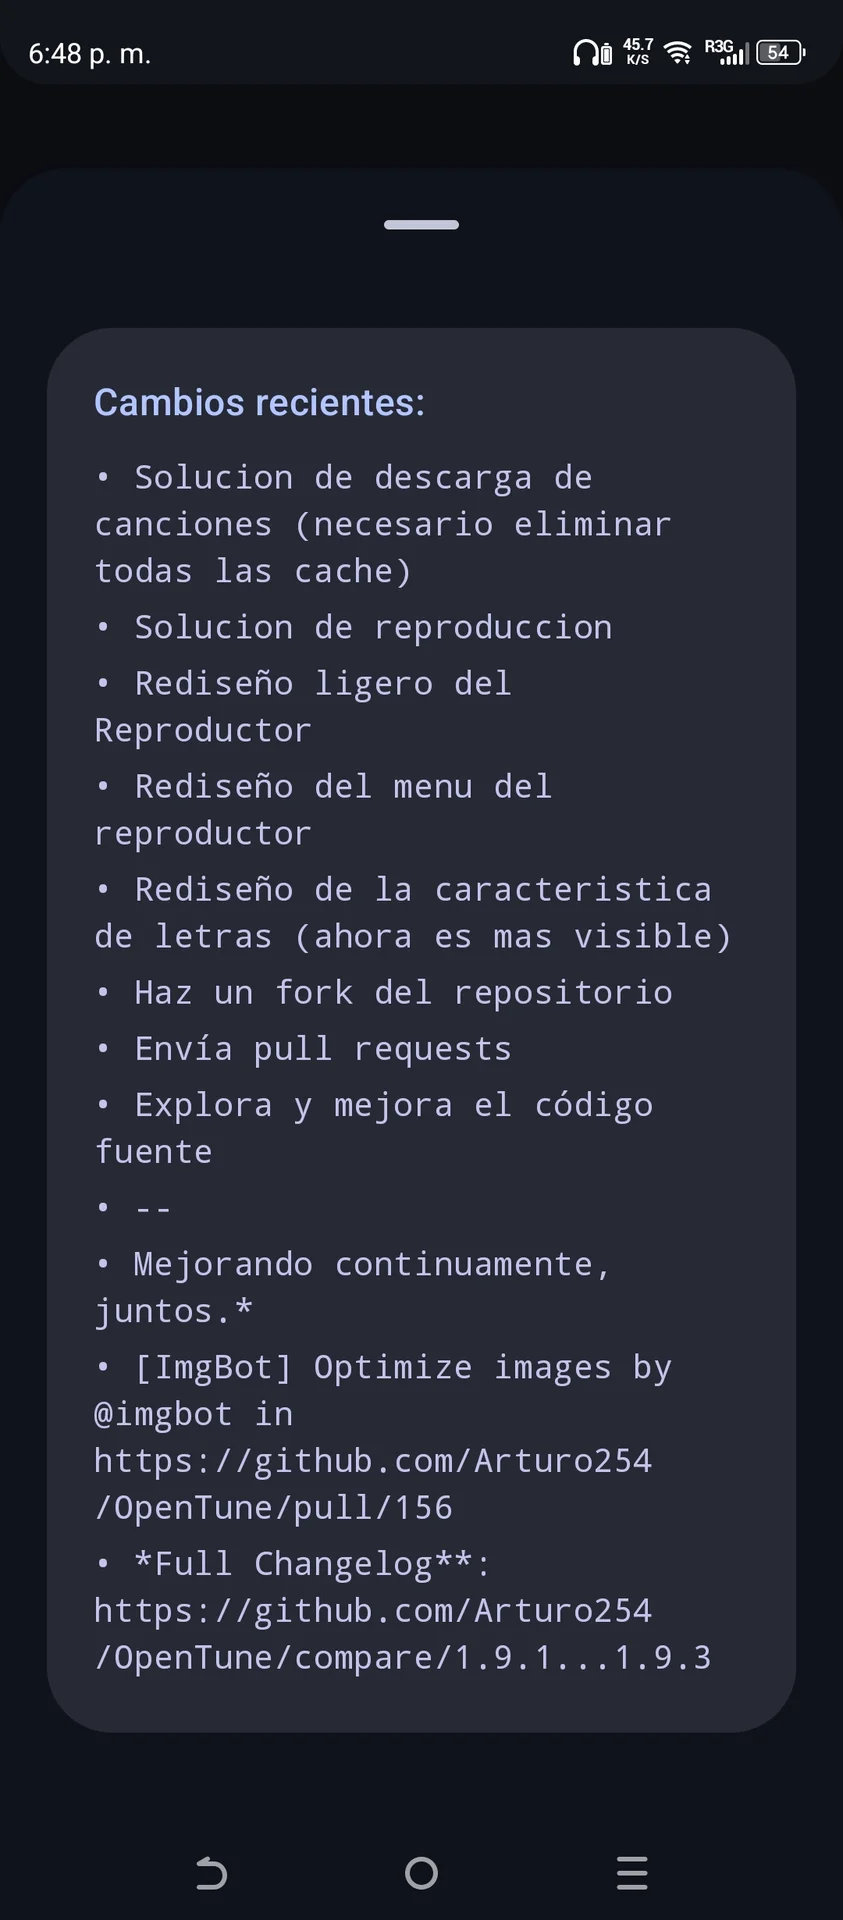 6:48 p. m.
45.7
K/S
R3G
54
Cambios recientes:
• Solucion de descarga de
canciones (necesario eliminar
todas las cache)
• Solucion de reproduccion
• Rediseño ligero del
Reproductor
• Rediseño del menu del
reproductor
• Rediseño de la caracteristica
de letras (ahora es mas visible)
• Haz un fork del repositorio
• Envía pull requests
• Explora y mejora el código
fuente
• --
• Mejorando continuamente,
juntos.*
• [ImgBot] Optimize images by
@imgbot in
https://github.com/Arturo254
/OpenTune/pull/156
• *Full Changelog**:
https://github.com/Arturo254
/OpenTune/compare/1.9.1...1.9.3